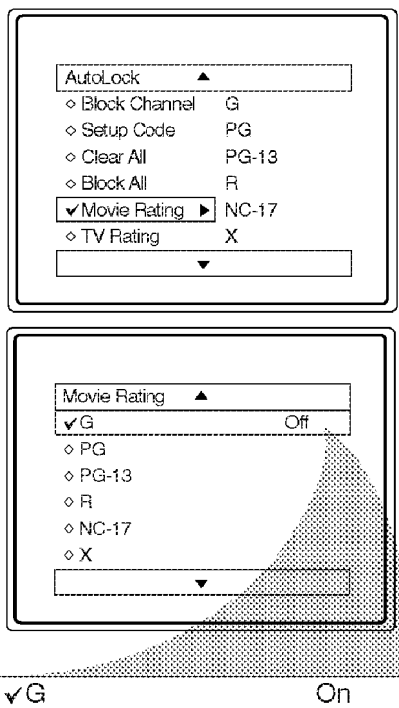 AutoLock
Block Channel G
Setup Code PG
Clear All PG-13
Block All R
Movie Rating NC-17
TV Rating X
Movie Rating
G Off
PG
PG-13
R
NC-17
X
G On